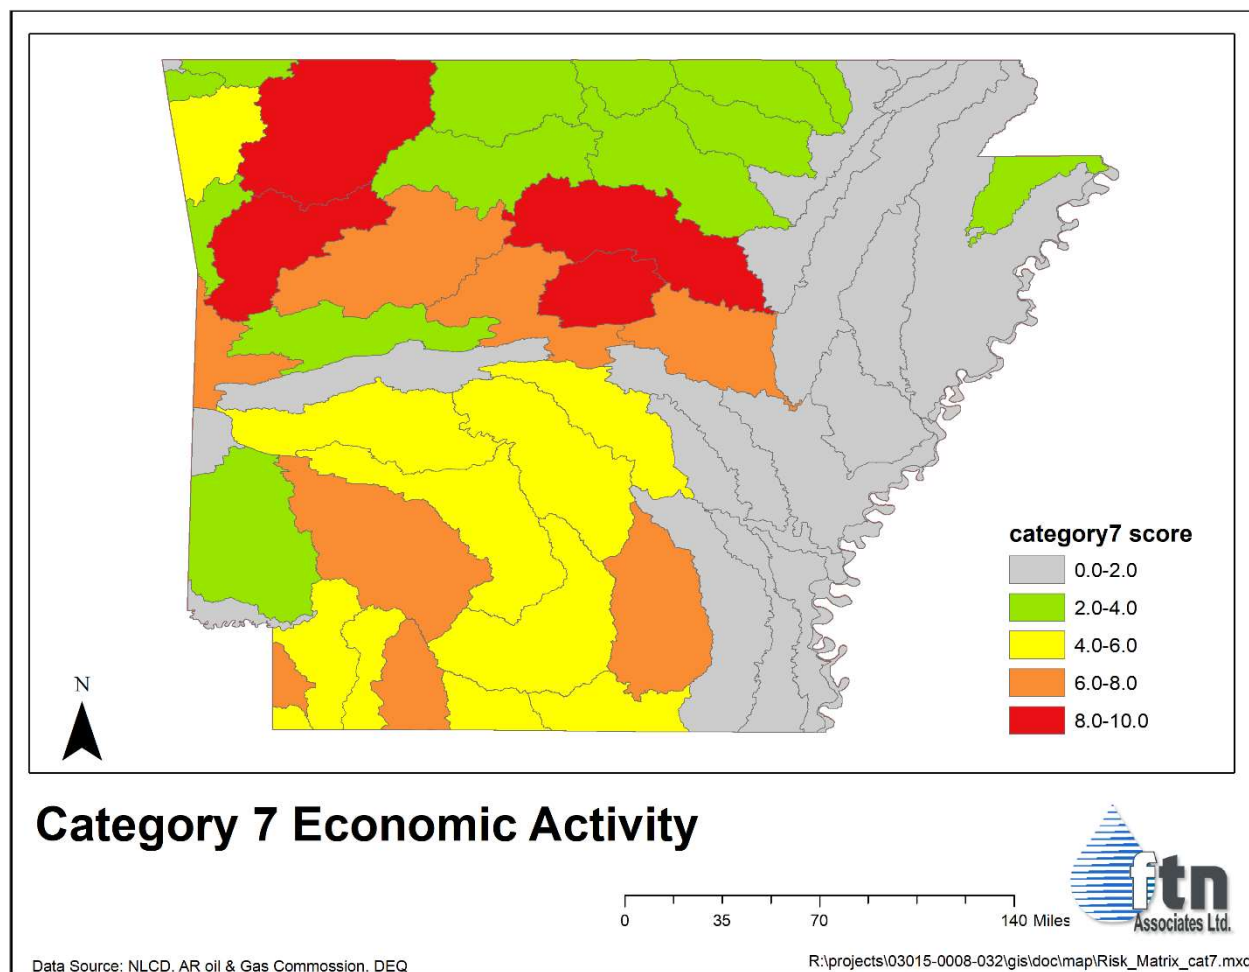 category7 score
0.0-2.0
2.0-4.0
4.0-6.0
6.0-8.0
8.0-10.0
N
Category 7 Economic Activity
0 35 70 140 Miles
ftn
Associates Ltd.
Data Source: NLCD, AR oil & Gas Commossion, DEQ
R:\projects\03015-0008-032\gis\doc\map\Risk_Matrix_cat7.mxd